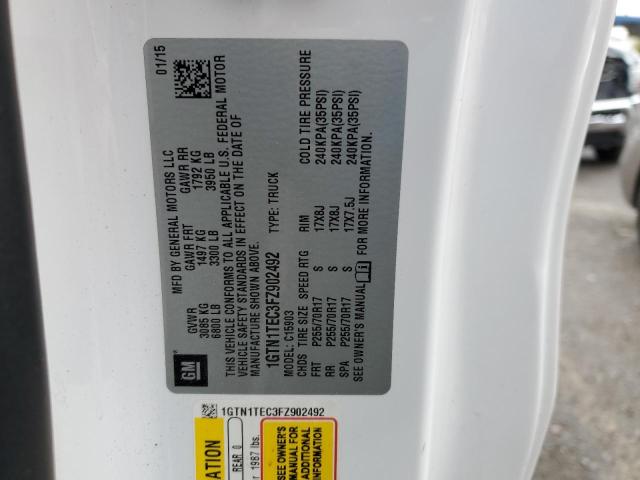 01/15
MFD BY GENERAL MOTORS LLC
GVWR GAWR FRT GAWR RR
3085 KG 1497 KG 1792 KG
6800 LB 3300 LB 3950 LB
THIS VEHICLE CONFORMS TO ALL APPLICABLE U.S. FEDERAL MOTOR
VEHICLE SAFETY STANDARDS IN EFFECT ON THE DATE OF
MANUFACTURE SHOWN ABOVE.
1GTN1TEC3FZ902492 TYPE: TRUCK
MODEL: C15903
CHDS TIRE SIZE SPEED RTG RIM COLD TIRE PRESSURE
FRT P255/70R17 S 17X8J 240KPA(35PSI)
RR P255/70R17 S 17X8J 240KPA(35PSI)
SPA P255/70R17 S 17X7.5J 240KPA(35PSI)
SEE OWNER'S MANUAL FOR MORE INFORMATION.
GM
1GTN1TEC3FZ902492
REAR 0
1987 lbs.
SEE OWNER'S
MANUAL FOR
ADDITIONAL
INFORMATION